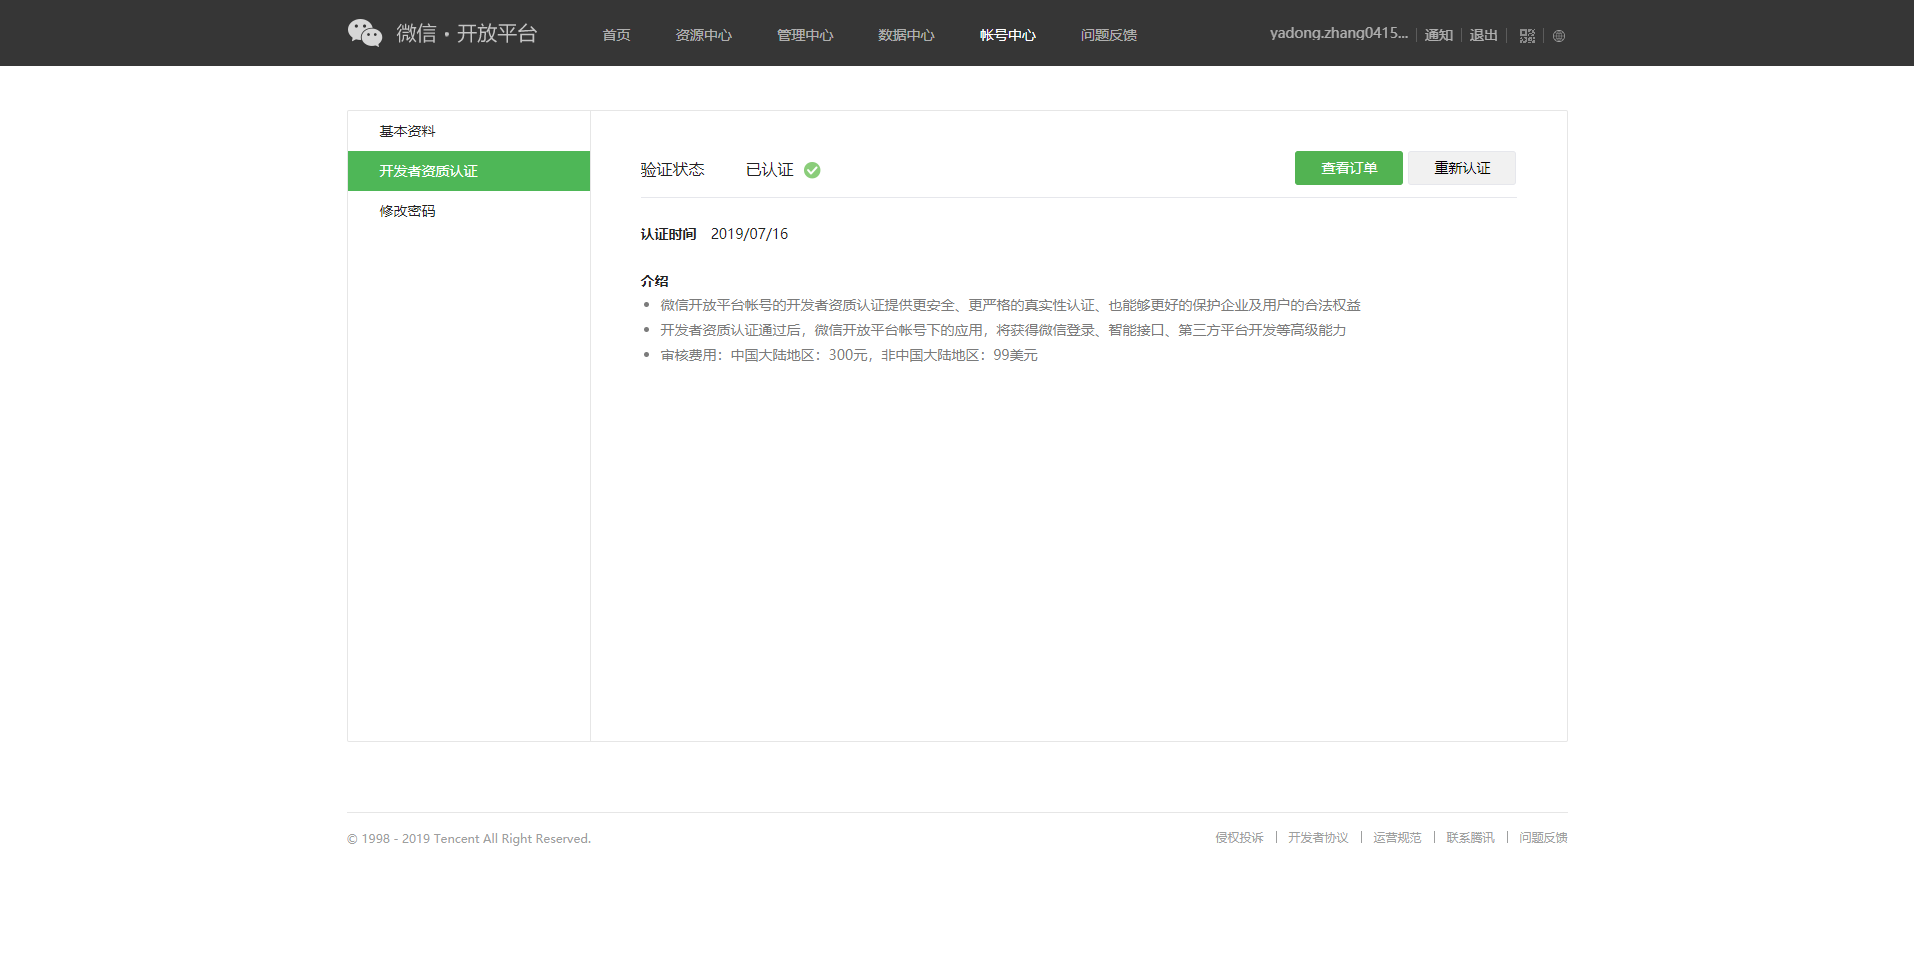 微信·开放平台
首页 资源中心 管理中心 数据中心 帐号中心 问题反馈
yadong.zhang0415... 通知 退出
基本资料
开发者资质认证
修改密码
验证状态 已认证
查看订单 重新认证
认证时间 2019/07/16
介绍
• 微信开放平台帐号的开发者资质认证提供更安全、更严格的真实性认证、也能够更好的保护企业及用户的合法权益
• 开发者资质认证通过后，微信开放平台帐号下的应用，将获得微信登录、智能接口、第三方平台开发等高级能力
• 审核费用：中国大陆地区：300元，非中国大陆地区：99美元
© 1998 - 2019 Tencent All Right Reserved.
侵权投诉 | 开发者协议 | 运营规范 | 联系腾讯 | 问题反馈